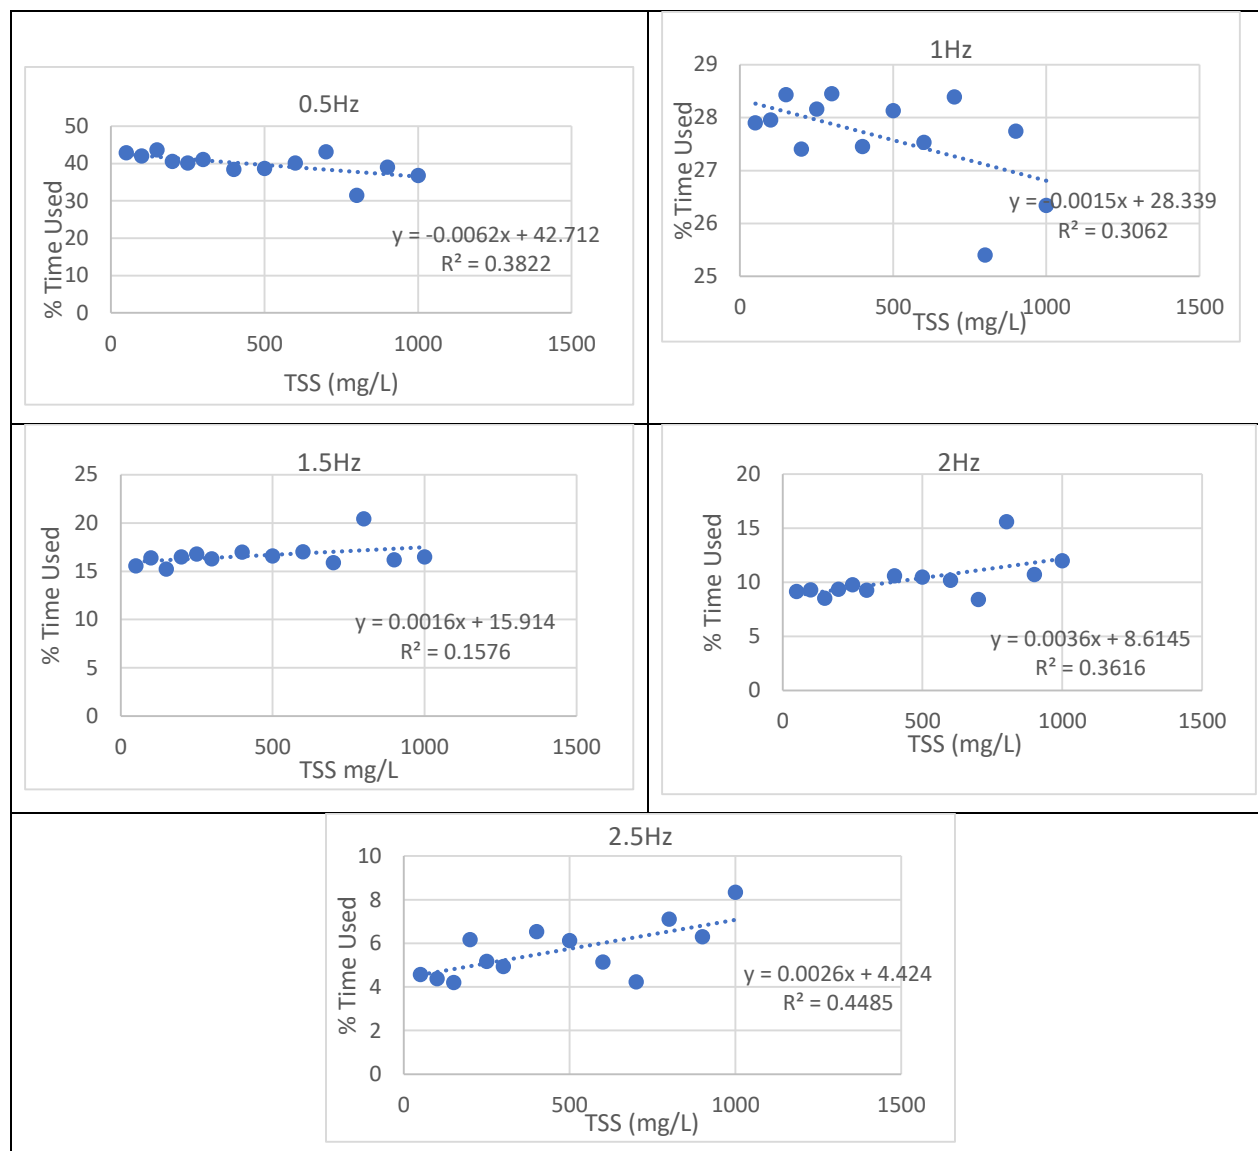 0.5Hz
50
40
30
20
10
0
% Time Used
y = -0.0062x + 42.712
R² = 0.3822
0 500 1000 1500
TSS (mg/L)
1Hz
29
28
27
26
25
% Time Used
y = -0.0015x + 28.339
R² = 0.3062
0 500 1000 1500
TSS (mg/L)
1.5Hz
25
20
15
10
5
0
% Time Used
y = 0.0016x + 15.914
R² = 0.1576
0 500 1000 1500
TSS mg/L
2Hz
20
15
10
5
0
% Time Used
y = 0.0036x + 8.6145
R² = 0.3616
0 500 1000 1500
TSS (mg/L)
2.5Hz
10
8
6
4
2
0
% Time Used
y = 0.0026x + 4.424
R² = 0.4485
0 500 1000 1500
TSS (mg/L)